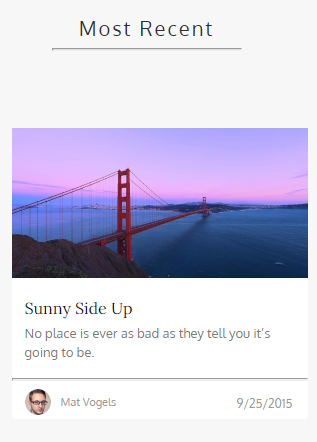 Most Recent
Sunny Side Up
No place is ever as bad as they tell you it's
going to be.
Mat Vogels
9/25/2015